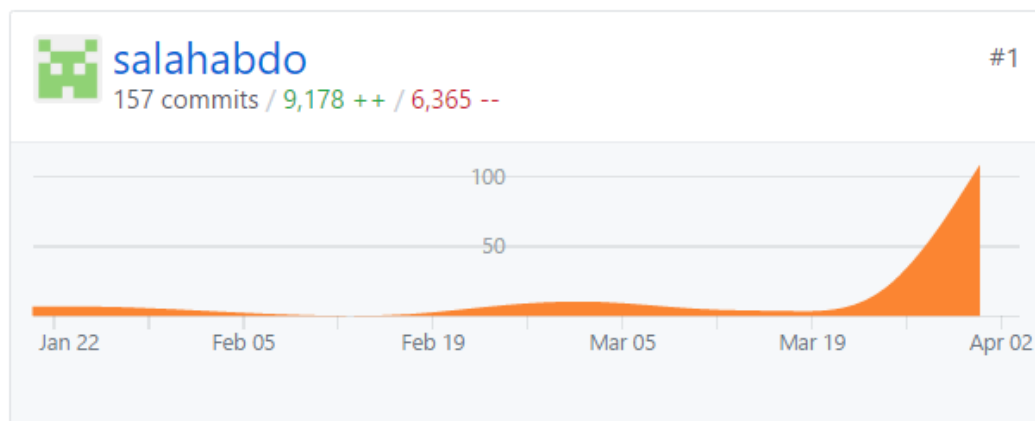 salahabdo
#1
157 commits / 9,178 ++ / 6,365 --
100
50
Jan 22 Feb 05 Feb 19 Mar 05 Mar 19 Apr 02